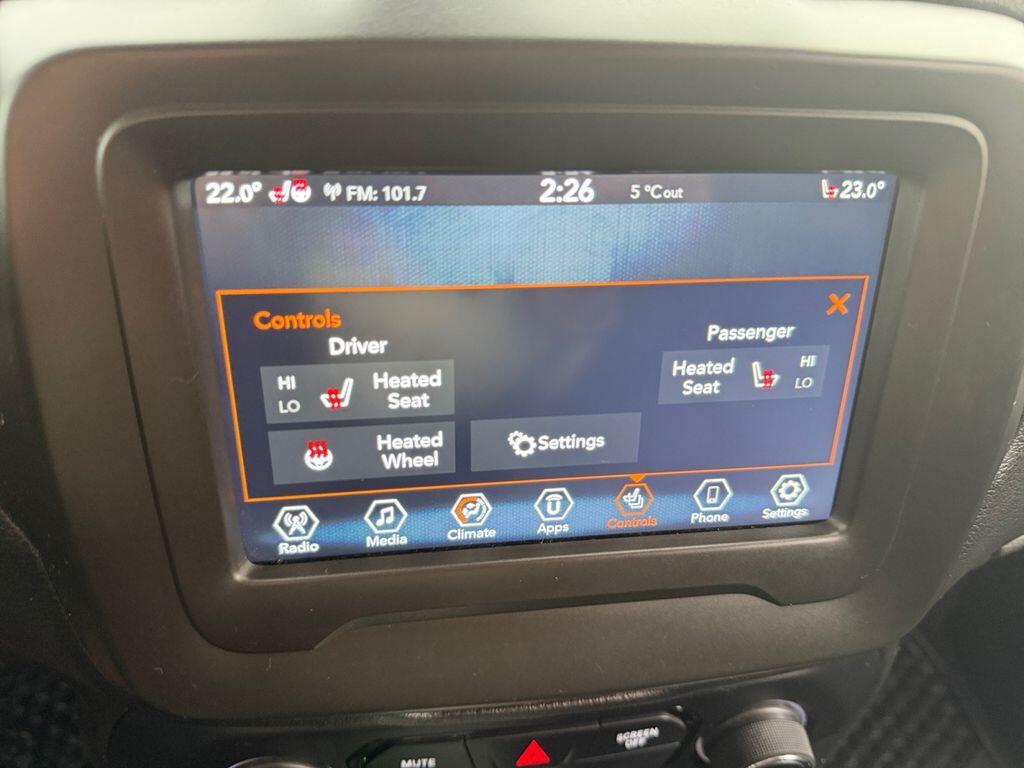 22.0° FM: 101.7 2:26 5 °C out 23.0°
Controls
Driver
HI
LO
Heated
Seat
Heated
Wheel
Settings
Passenger
Heated
Seat
HI
LO
Radio Media Climate Apps Controls Phone Settings
MUTE
SCREEN
OFF